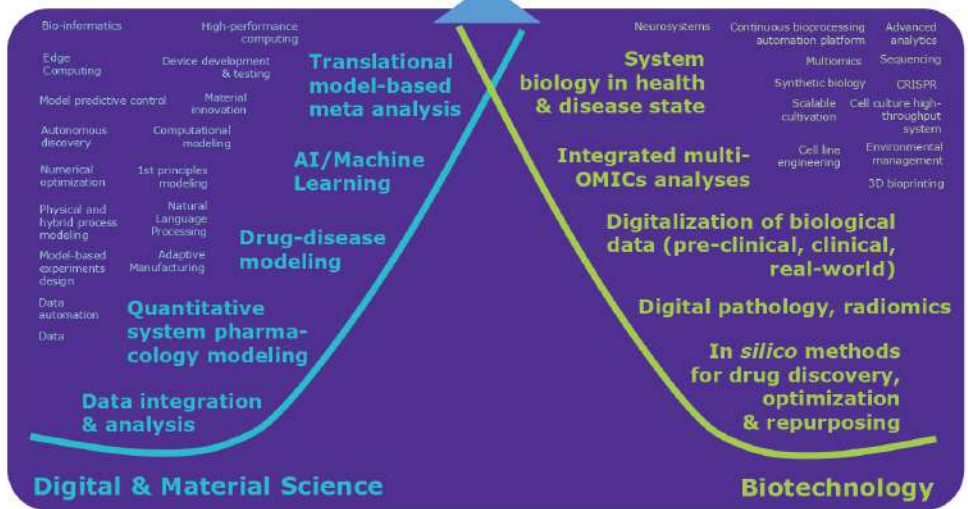 Bio-informatics
High-performance
computing
Edge
Computing
Device development
& testing
Model predictive control
Material
innovation
Autonomous
discovery
Computational
modeling
Numerical
optimization
1st principles
modeling
Physical and
hybrid process
modeling
Natural
Language
Processing
Model-based
experiments
design
Adaptive
Manufacturing
Data
automation
Data
Translational
model-based
meta analysis
AI/Machine
Learning
Drug-disease
modeling
Quantitative
system pharma-
cology modeling
Data integration
& analysis
Digital & Material Science
Neurosystems
Continuous bioprocessing
automation platform
Advanced
analytics
Multiomics
Sequencing
Synthetic biology
CRISPR
Scalable
cultivation
Cell culture high-
throughput
system
Cell line
engineering
Environmental
management
3D bioprinting
System
biology in health
& disease state
Integrated multi-
OMICs analyses
Digitalization of biological
data (pre-clinical, clinical,
real-world)
Digital pathology, radiomics
In silico methods
for drug discovery,
optimization
& repurposing
Biotechnology